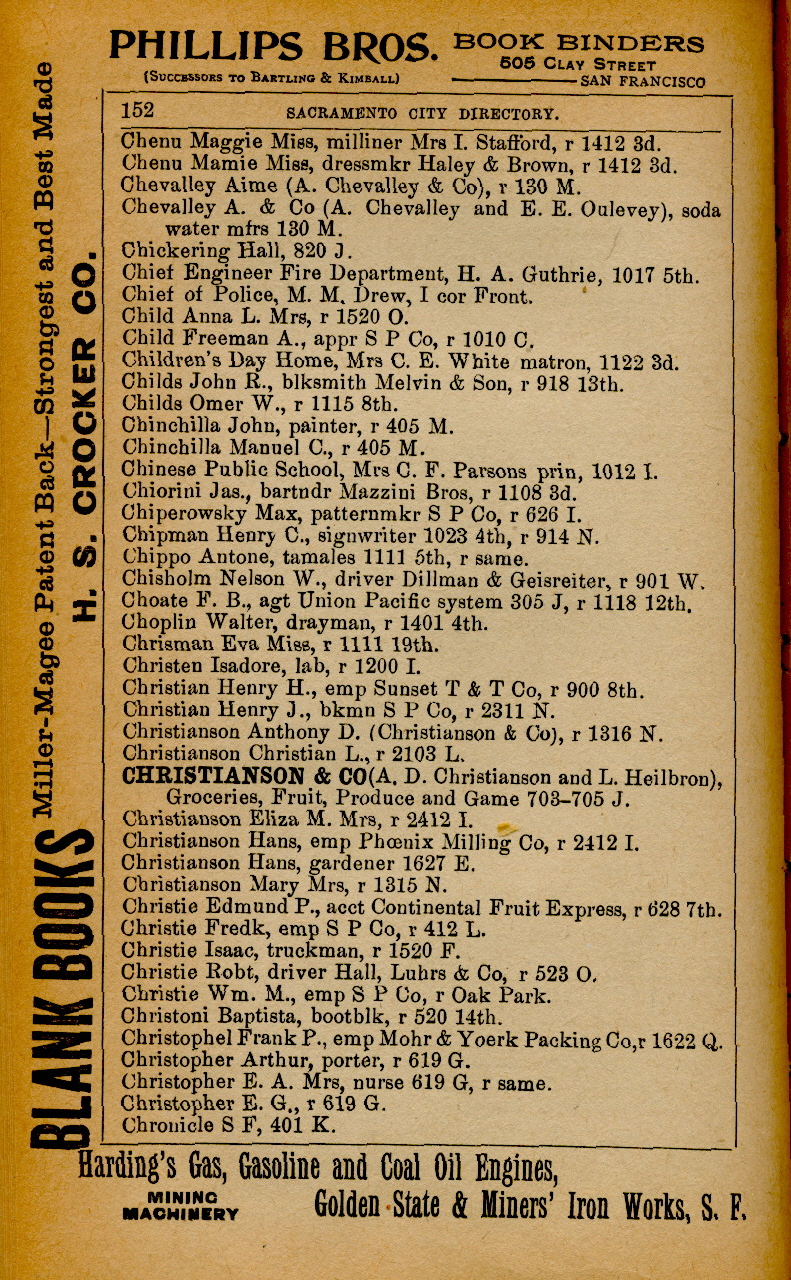 PHILLIPS BROS. BOOK BINDERS
505 CLAY STREET
(SUCCESSORS TO BARTLING & KIMBALL) SAN FRANCISCO
152 SACRAMENTO CITY DIRECTORY.
Chenu Maggie Miss, milliner Mrs I. Stafford, r 1412 3d.
Chenu Mamie Miss, dressmkr Haley & Brown, r 1412 3d.
Chevalley Aime (A. Chevalley & Co), r 130 M.
Chevalley A. & Co (A. Chevalley and E. E. Oulevey), soda
water mfrs 130 M.
Chickering Hall, 820 J.
Chief Engineer Fire Department, H. A. Guthrie, 1017 5th.
Chief of Police, M. M. Drew, I cor Front.
Child Anna L. Mrs, r 1520 O.
Child Freeman A., appr S P Co, r 1010 C.
Children's Day Home, Mrs C. E. White matron, 1122 3d.
Childs John R., blksmith Melvin & Son, r 918 13th.
Childs Omer W., r 1115 8th.
Chinchilla John, painter, r 405 M.
Chinchilla Manuel C., r 405 M.
Chinese Public School, Mrs C. F. Parsons prin, 1012 I.
Chiorini Jas., bartndr Mazzini Bros, r 1108 3d.
Chiperowsky Max, patternmkr S P Co, r 626 I.
Chipman Henry C., signwriter 1023 4th, r 914 N.
Chippo Antone, tamales 1111 5th, r same.
Chisholm Nelson W., driver Dillman & Geisreiter, r 901 W.
Choate F. B., agt Union Pacific system 305 J, r 1118 12th.
Choplin Walter, drayman, r 1401 4th.
Chrisman Eva Miss, r 1111 19th.
Christen Isadore, lab, r 1200 I.
Christian Henry H., emp Sunset T & T Co, r 900 8th.
Christian Henry J., bkmn S P Co, r 2311 N.
Christianson Anthony D. (Christianson & Co), r 1316 N.
Christianson Christian L., r 2103 L.
CHRISTIANSON & CO (A. D. Christianson and L. Heilbron),
Groceries, Fruit, Produce and Game 703-705 J.
Christianson Eliza M. Mrs, r 2412 I.
Christianson Hans, emp Phœnix Milling Co, r 2412 I.
Christianson Hans, gardener 1627 E.
Christianson Mary Mrs, r 1315 N.
Christie Edmund P., acct Continental Fruit Express, r 628 7th.
Christie Fredk, emp S P Co, r 412 L.
Christie Isaac, truckman, r 1520 F.
Christie Robt, driver Hall, Luhrs & Co, r 523 O.
Christie Wm. M., emp S P Co, r Oak Park.
Christoni Baptista, bootblk, r 520 14th.
Christophel Frank P., emp Mohr & Yoerk Packing Co, r 1622 Q.
Christopher Arthur, porter, r 619 G.
Christopher E. A. Mrs, nurse 619 G, r same.
Christopher E. G., r 619 G.
Chronicle S F, 401 K.
BLANK BOOKS Miller-Magee Patent Back—Strongest and Best Made
H. S. CROCKER CO.
Harding's Gas, Gasoline and Coal Oil Engines,
MINING
MACHINERY Golden State & Miners' Iron Works, S. F.